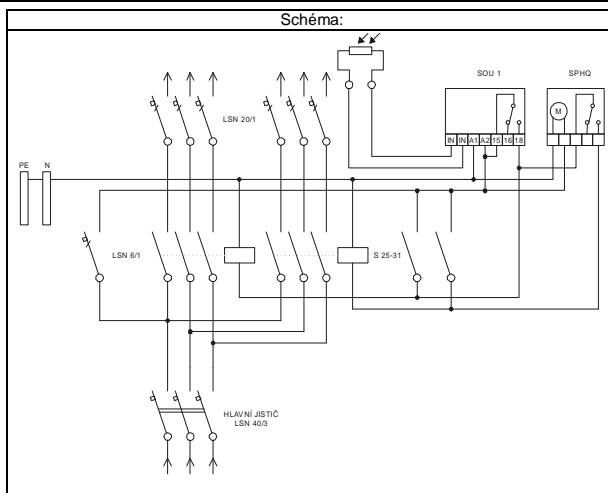 Schéma:
SOU 1
SPHQ
LSN 20/1
M
IN IN A1 A2 15 16 18
PE N
LSN 6/1
S 25-31
HLAVNÍ JISTIČ
LSN 40/3